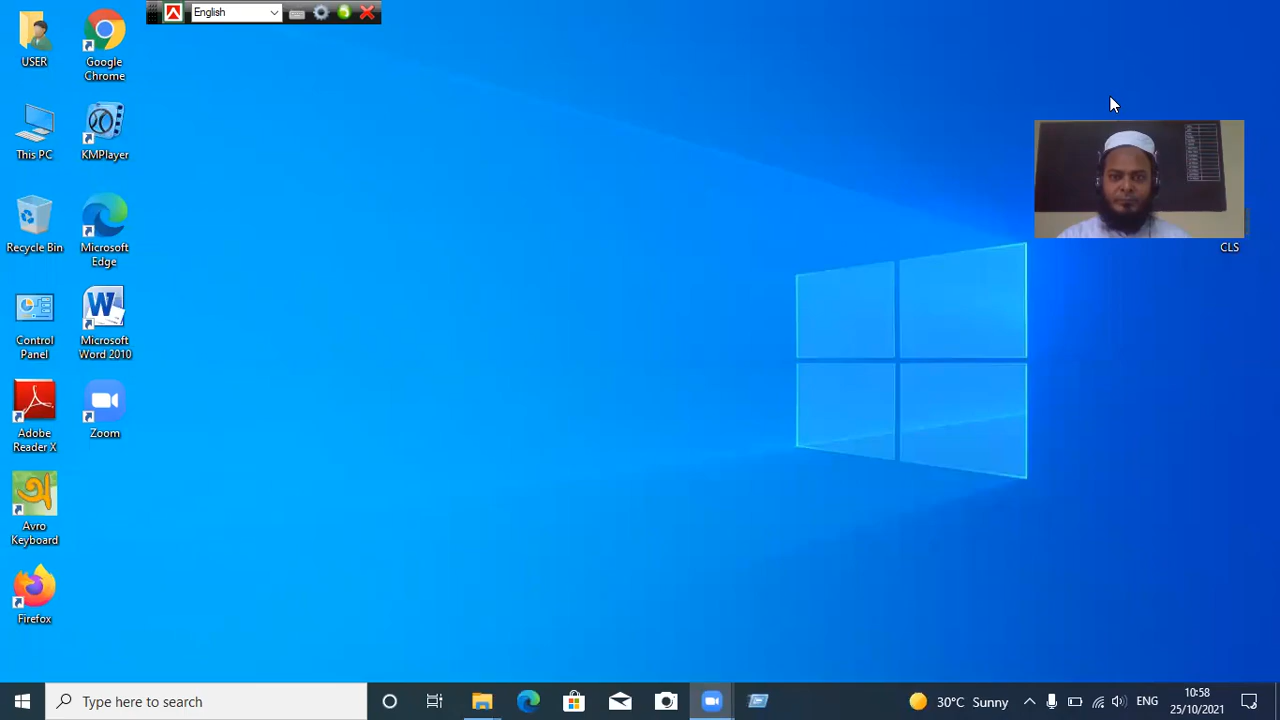 English
USER
Google
Chrome
This PC
KMPlayer
Recycle Bin
Microsoft
Edge
CLS
Control
Panel
Microsoft
Word 2010
Adobe
Reader X
Zoom
অ
Avro
Keyboard
Firefox
Type here to search
30°C Sunny
ENG
10:58
25/10/2021